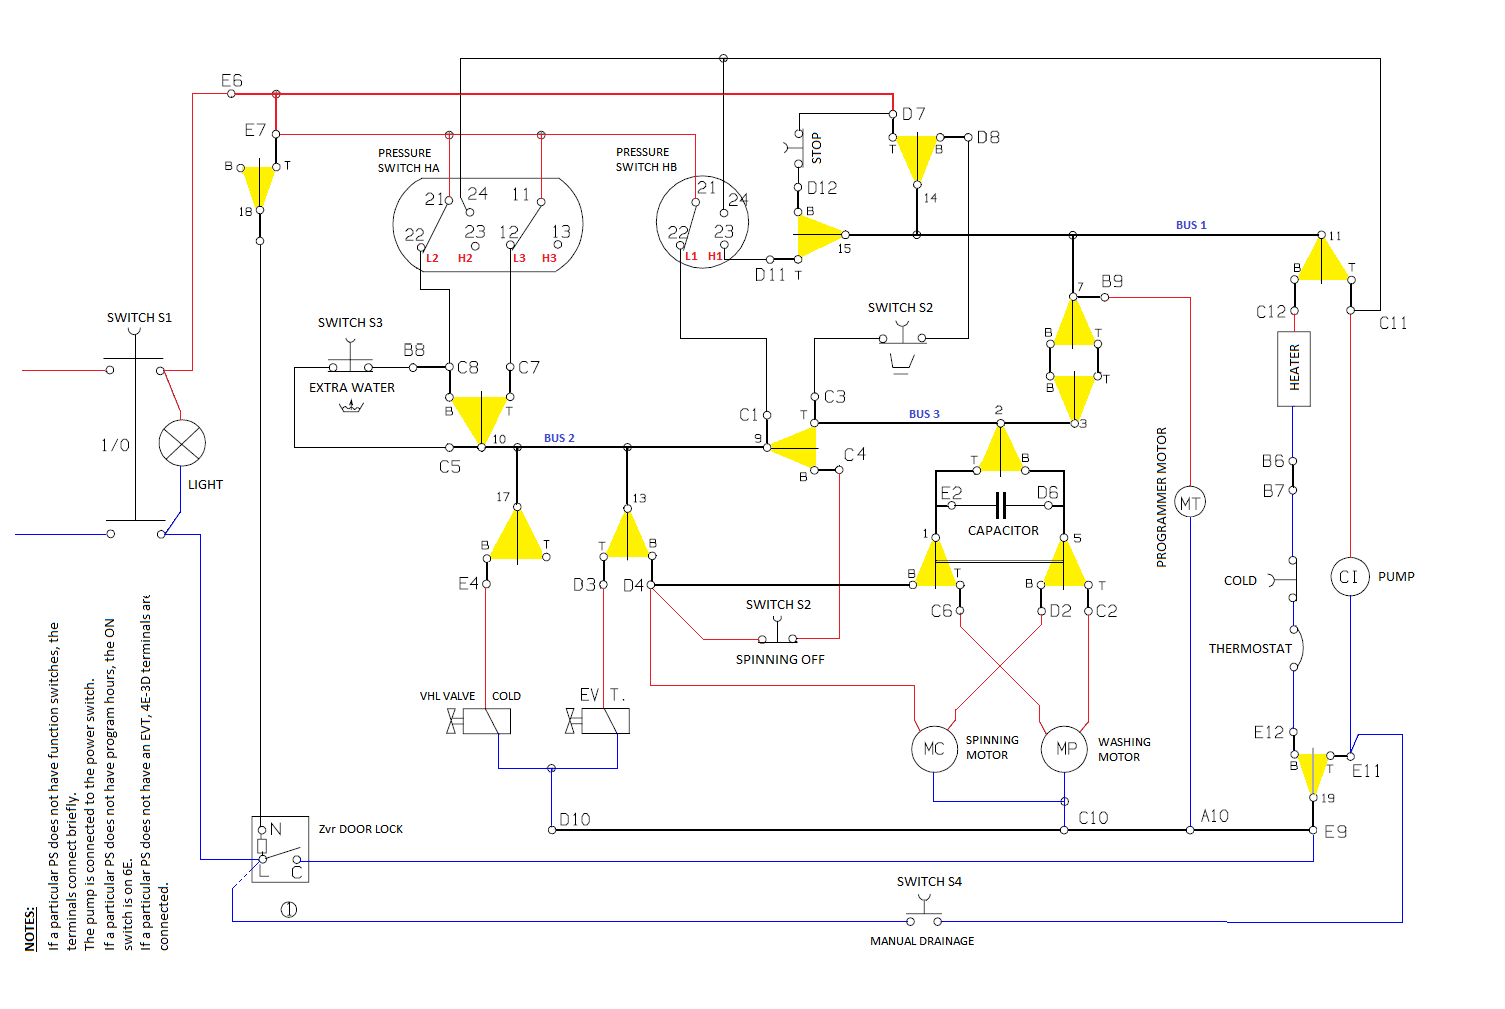 E6
D7
E7
B
T
18
PRESSURE
SWITCH HA
21
24
11
22
23
12
13
L2
H2
L3
H3
PRESSURE
SWITCH HB
21
24
22
23
L1
H1
STOP
D12
B
15
D11
T
T
B
D8
14
BUS 1
11
B
T
C12
C11
HEATER
7
B9
B
T
B
T
3
SWITCH S2
SWITCH S1
1/0
LIGHT
SWITCH S3
B8
EXTRA WATER
C8
C7
B
T
10
C5
BUS 2
C1
9
C3
T
C4
B
BUS 3
2
T
B
E2
D6
CAPACITOR
1
5
B
T
B
T
C6
D2
C2
17
B
T
E4
13
T
B
D3
D4
SWITCH S2
SPINNING OFF
PROGRAMMER MOTOR
MT
B6
B7
COLD
CI
PUMP
THERMOSTAT
E12
B
T
E11
19
E9
VHL VALVE
COLD
EV T.
MC
SPINNING
MOTOR
MP
WASHING
MOTOR
D10
C10
A10
N
L
C
Zvr DOOR LOCK
1
SWITCH S4
MANUAL DRAINAGE
NOTES:
If a particular PS does not have function switches, the
terminals connect briefly.
The pump is connected to the power switch.
If a particular PS does not have program hours, the ON
switch is on 6E.
If a particular PS does not have an EVT, 4E-3D terminals are
connected.